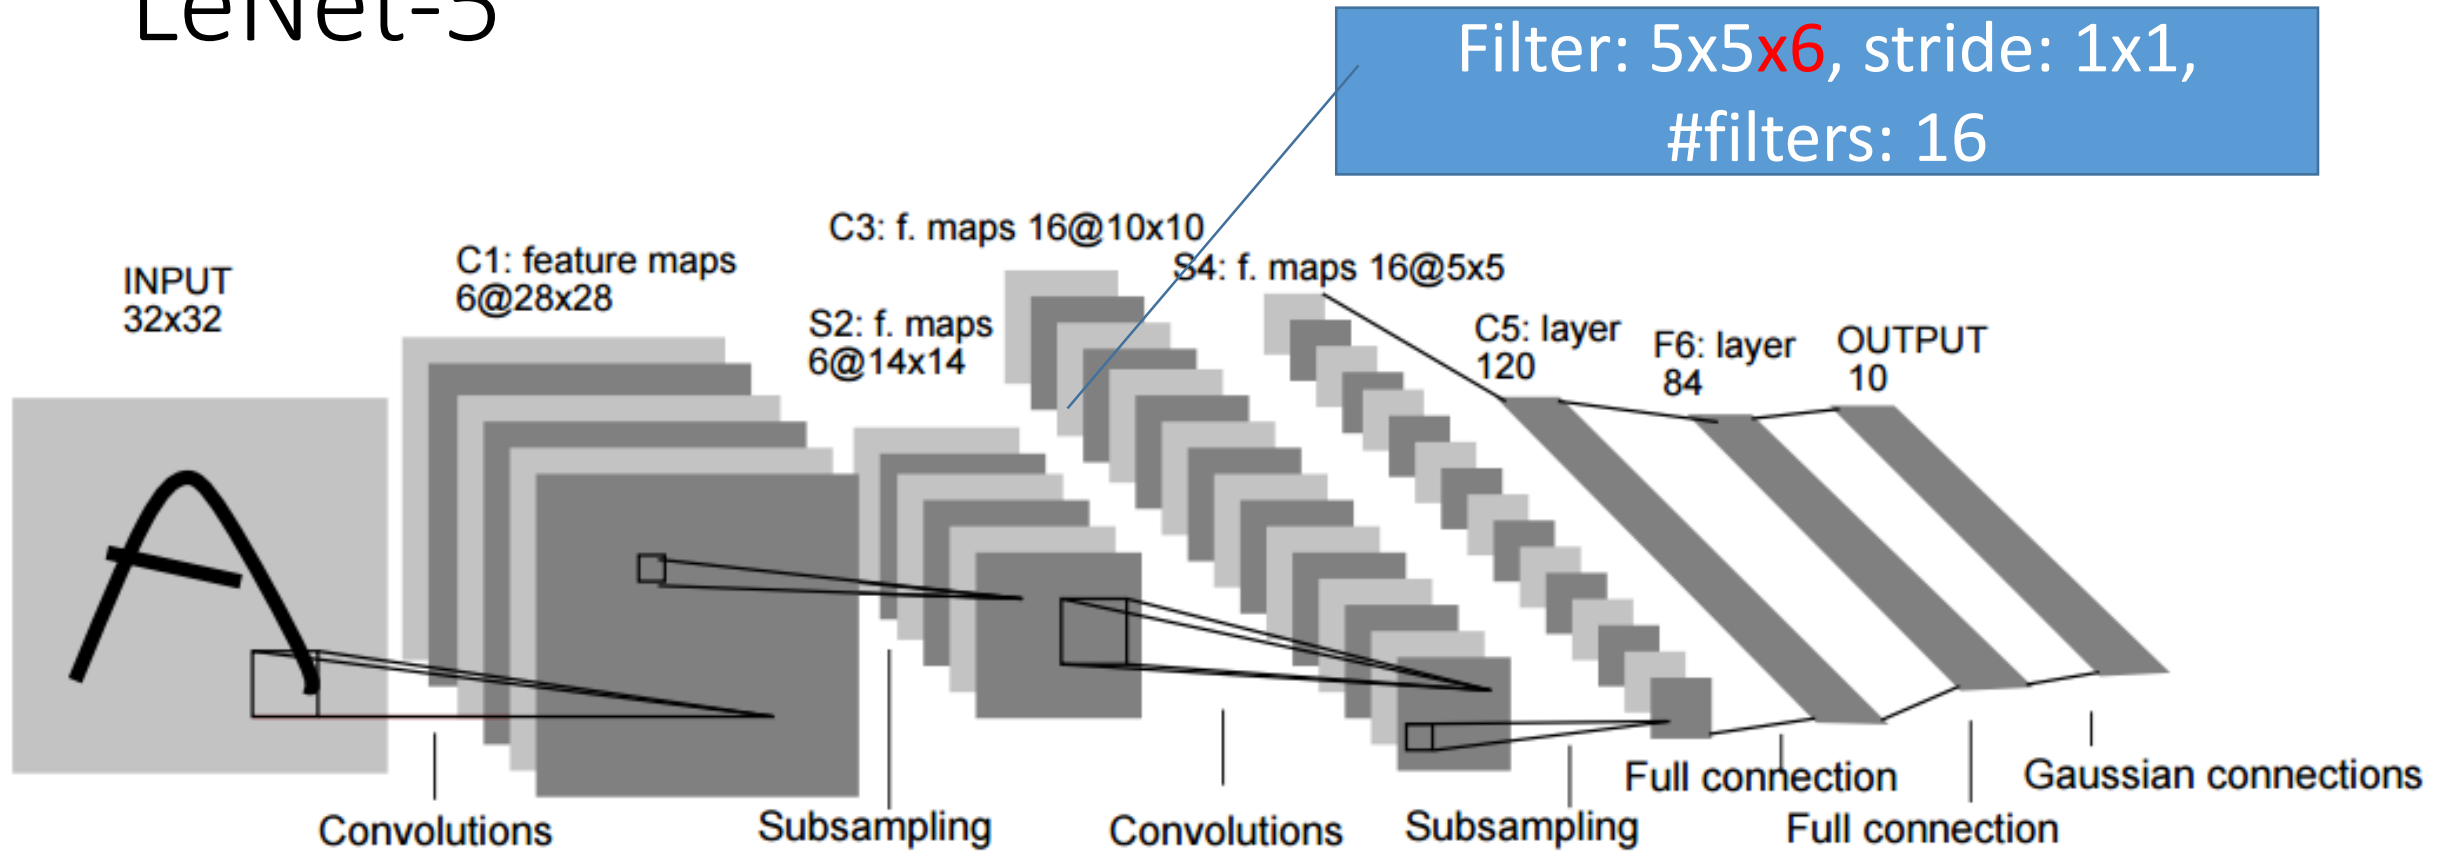 LeNet-5
Filter: 5x5x6, stride: 1x1,
#filters: 16
INPUT
32x32
C1: feature maps
6@28x28
S2: f. maps
6@14x14
C3: f. maps 16@10x10
S4: f. maps 16@5x5
C5: layer
120
F6: layer
84
OUTPUT
10
Convolutions
Subsampling
Convolutions
Subsampling
Full connection
Full connection
Gaussian connections